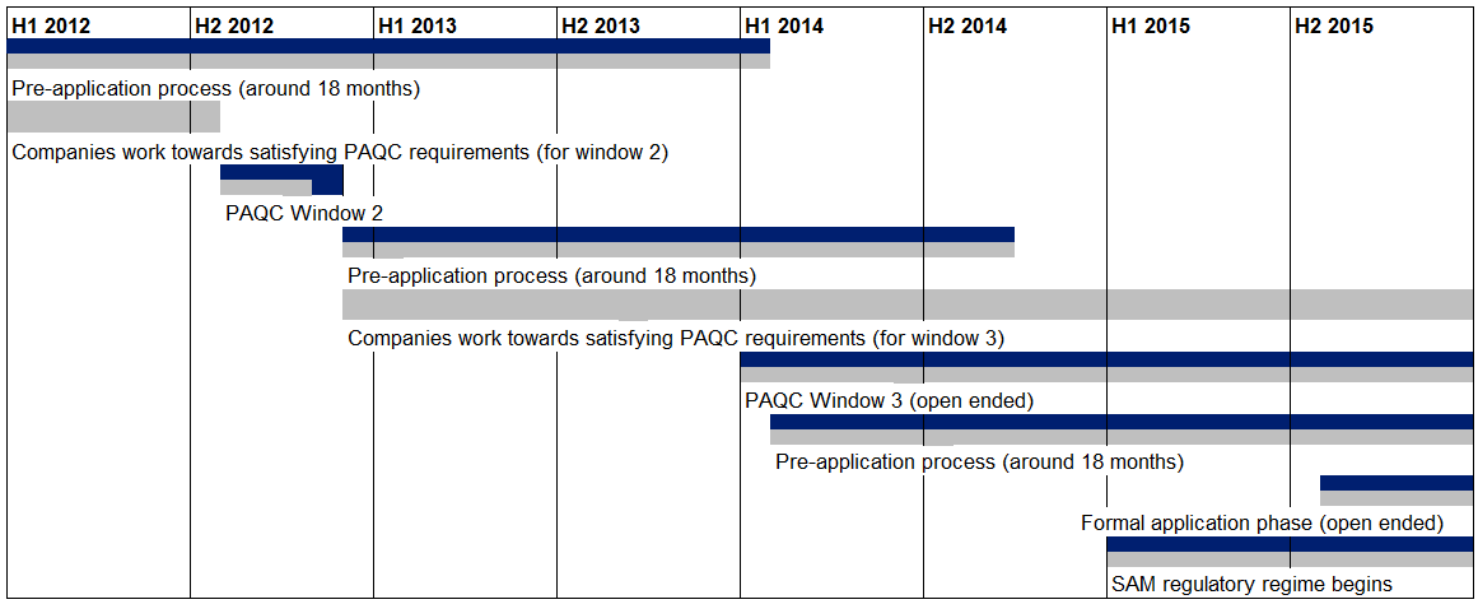 H1 2012 H2 2012 H1 2013 H2 2013 H1 2014 H2 2014 H1 2015 H2 2015
Pre-application process (around 18 months)
Companies work towards satisfying PAQC requirements (for window 2)
PAQC Window 2
Pre-application process (around 18 months)
Companies work towards satisfying PAQC requirements (for window 3)
PAQC Window 3 (open ended)
Pre-application process (around 18 months)
Formal application phase (open ended)
SAM regulatory regime begins